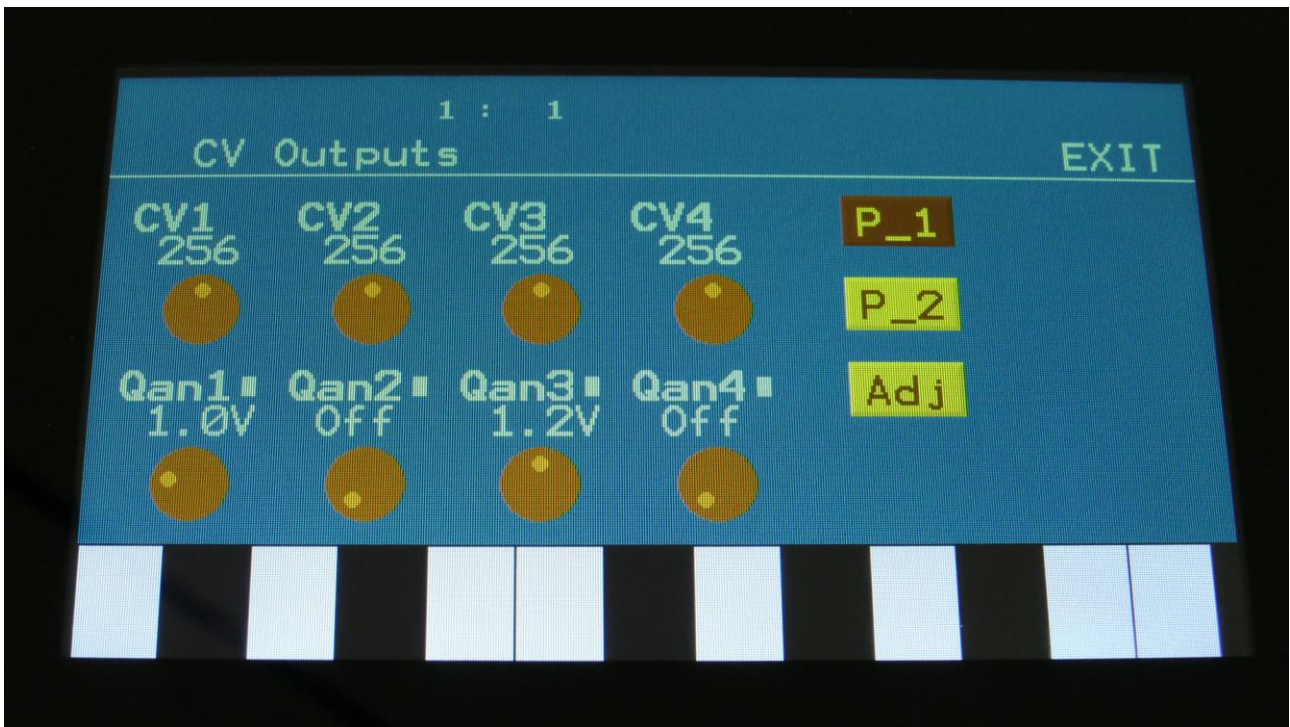 1 : 1
CV Outputs EXIT
CV1 CV2 CV3 CV4 P_1
256 256 256 256
P_2
Qan1 Qan2 Qan3 Qan4 Adj
1.0V Off 1.2V Off